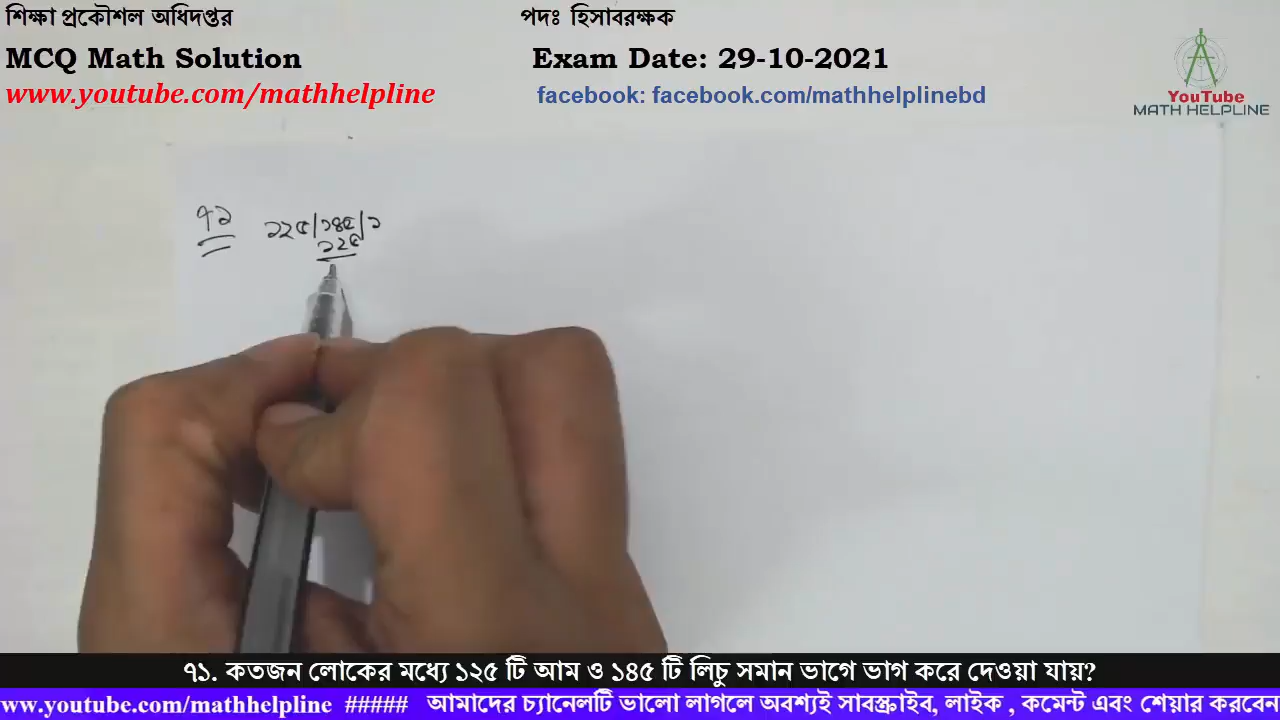 শিক্ষা প্রকৌশল অধিদপ্তর
পদঃ হিসাবরক্ষক
MCQ Math Solution
Exam Date: 29-10-2021
www.youtube.com/mathhelpline
facebook: facebook.com/mathhelplinebd
YouTube
MATH HELPLINE
৭১
১২৫|১৪৫|১
১২৫
৭১. কতজন লোকের মধ্যে ১২৫ টি আম ও ১৪৫ টি লিচু সমান ভাগে ভাগ করে দেওয়া যায়?
www.youtube.com/mathhelpline ##### আমাদের চ্যানেলটি ভালো লাগলে অবশ্যই সাবস্ক্রাইব, লাইক , কমেন্ট এবং শেয়ার করবেন